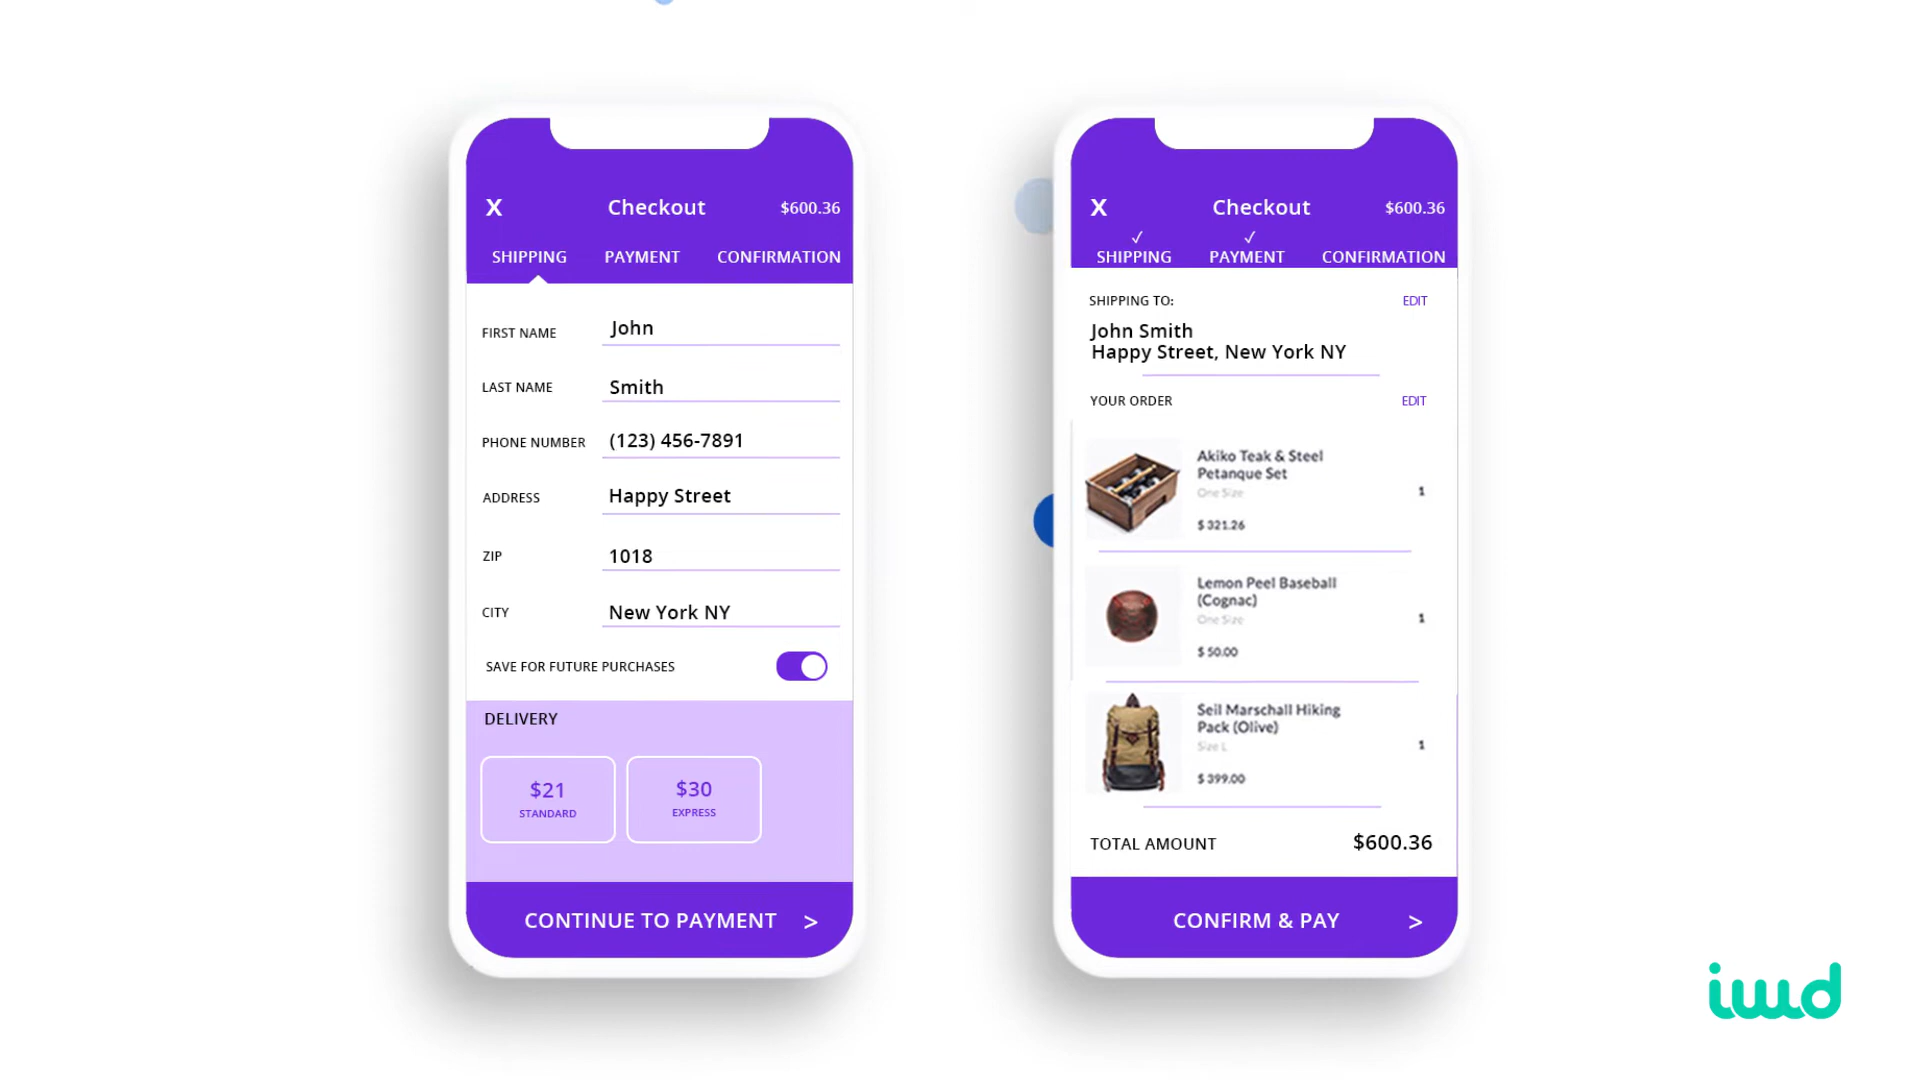 X Checkout $600.36
SHIPPING PAYMENT CONFIRMATION
FIRST NAME John
LAST NAME Smith
PHONE NUMBER (123) 456-7891
ADDRESS Happy Street
ZIP 1018
CITY New York NY
SAVE FOR FUTURE PURCHASES
DELIVERY
$21 $30
STANDARD EXPRESS
CONTINUE TO PAYMENT >
X Checkout $600.36
SHIPPING PAYMENT CONFIRMATION
SHIPPING TO: EDIT
John Smith
Happy Street, New York NY
YOUR ORDER EDIT
Akiko Teak & Steel
Petanque Set
One Size 1
$ 321.26
Lemon Peel Baseball
(Cognac)
One Size 1
$ 50.00
Seil Marschall Hiking
Pack (Olive)
Size L 1
$ 399.00
TOTAL AMOUNT $600.36
CONFIRM & PAY >
iwd